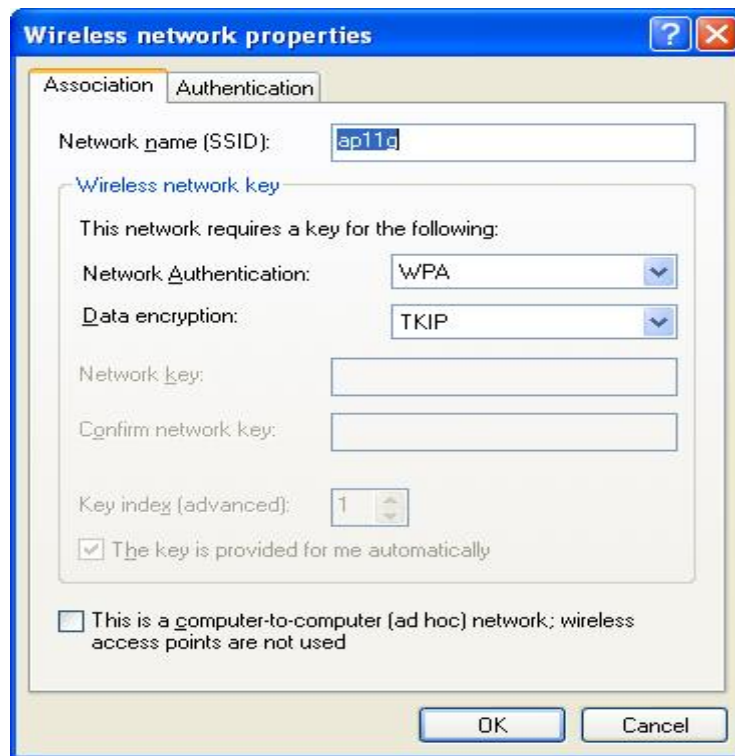 Wireless network properties
Association
Authentication
Network name (SSID):
ap11g
Wireless network key
This network requires a key for the following:
Network Authentication:
WPA
Data encryption:
TKIP
Network key:
Confirm network key:
Key index (advanced):
1
The key is provided for me automatically
This is a computer-to-computer (ad hoc) network; wireless
access points are not used
OK
Cancel